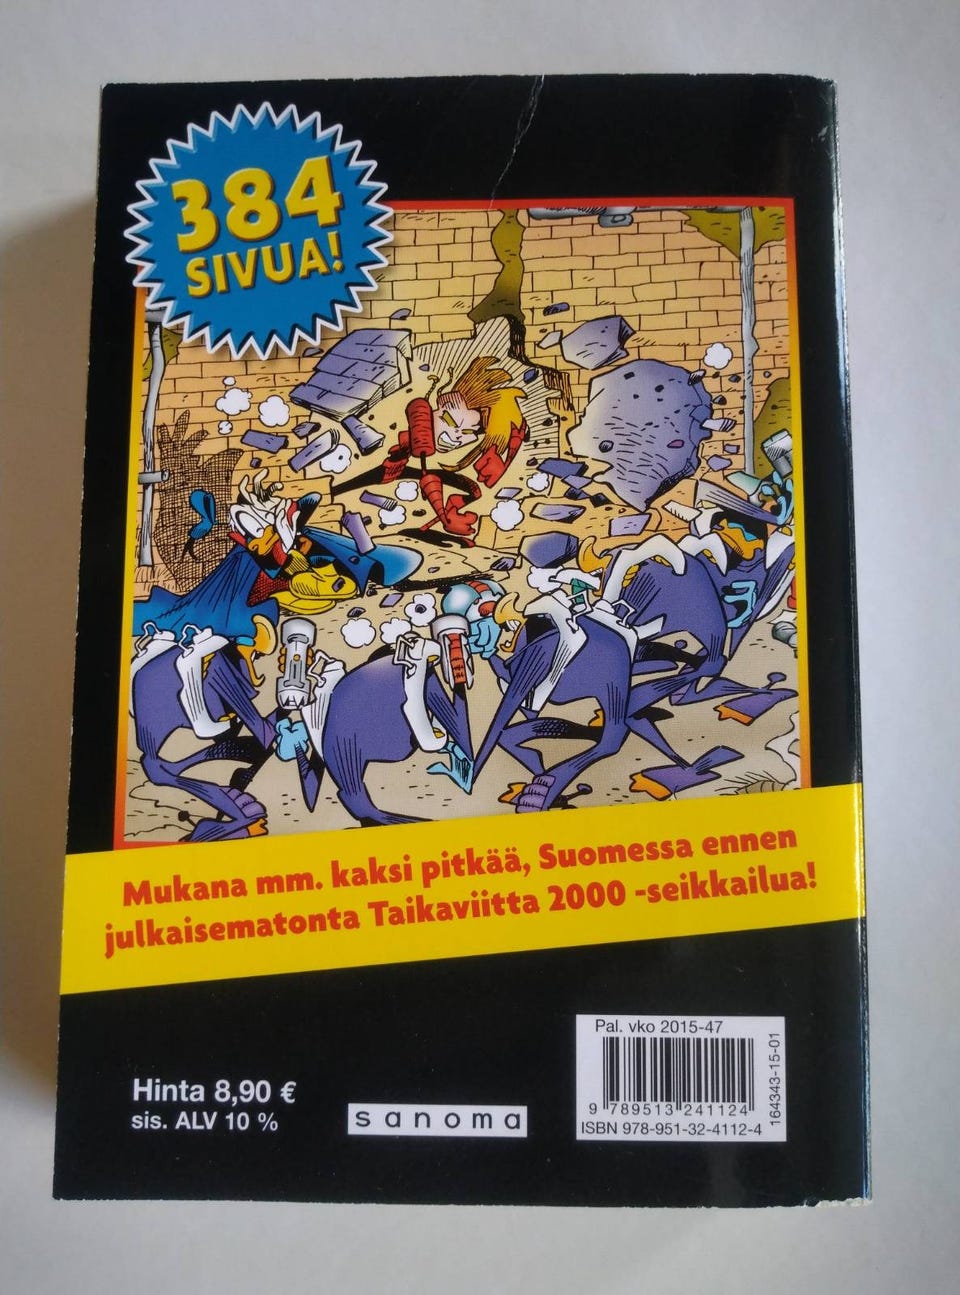 384
SIVUA!
Mukana mm. kaksi pitkää, Suomessa ennen
julkaisematonta Taikaviitta 2000 -seikkailua!
Hinta 8,90 €
sis. ALV 10 %
sanoma
Pal. vko 2015-47
9 789513 241124
ISBN 978-951-32-4112-4
164343-15-01